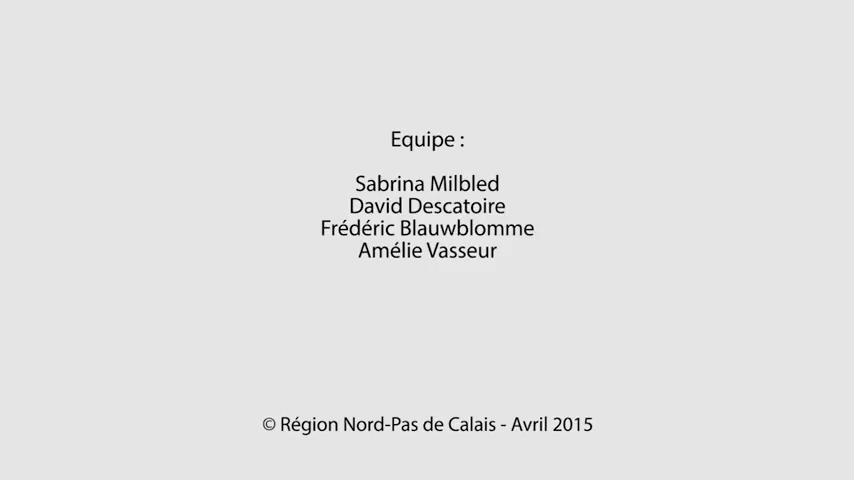 Equipe :
Sabrina Milbled
David Descatoire
Frédéric Blauwblomme
Amélie Vasseur
© Région Nord-Pas de Calais - Avril 2015